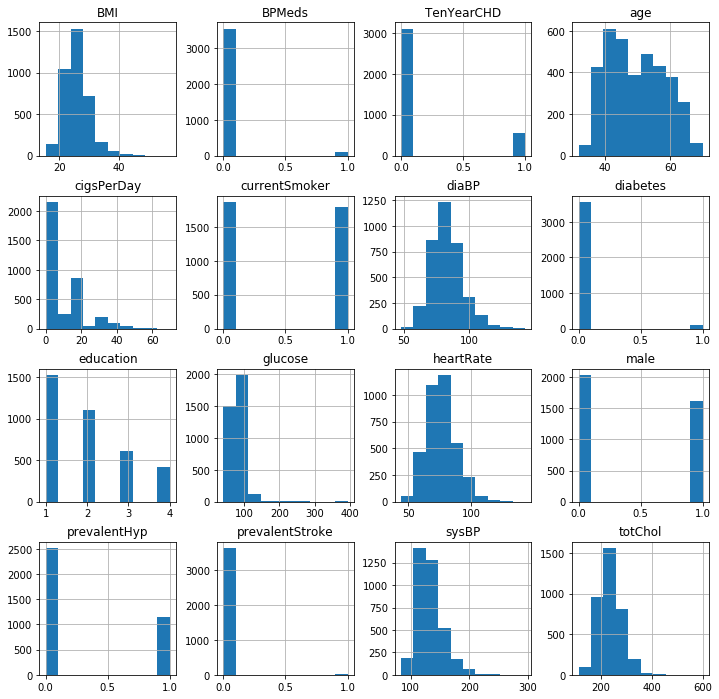 BMI BPMeds TenYearCHD age
1500 1000 500 0 20 40
3000 2000 1000 0 0.0 0.5 1.0
3000 2000 1000 0 0.0 0.5 1.0
600 400 200 0 40 60
cigsPerDay currentSmoker diaBP diabetes
2000 1500 1000 500 0 0 20 40 60
1500 1000 500 0 0.0 0.5 1.0
1250 1000 750 500 250 0 50 100
3000 2000 1000 0 0.0 0.5 1.0
education glucose heartRate male
1500 1000 500 0 1 2 3 4
2000 1500 1000 500 0 100 200 300 400
1000 750 500 250 0 50 100
2000 1500 1000 500 0 0.0 0.5 1.0
prevalentHyp prevalentStroke sysBP totChol
2500 2000 1500 1000 500 0 0.0 0.5 1.0
3000 2000 1000 0 0.0 0.5 1.0
1250 1000 750 500 250 0 100 200 300
1500 1000 500 0 200 400 600